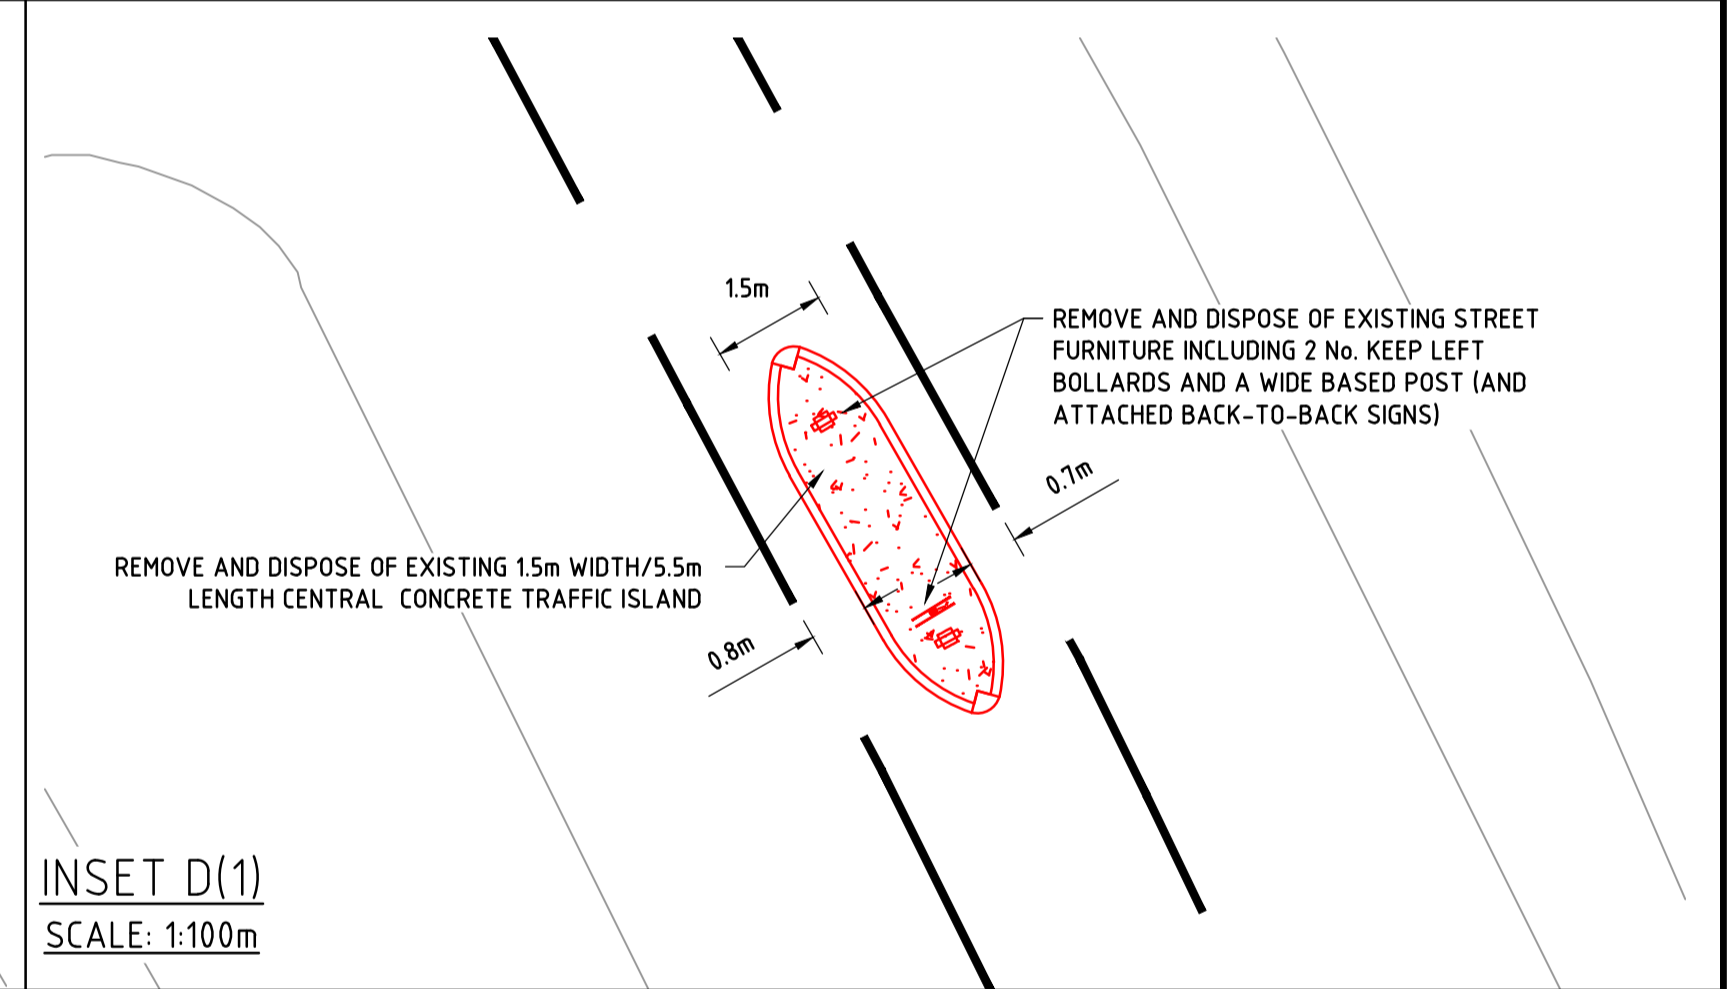 1.5m
REMOVE AND DISPOSE OF EXISTING STREET
FURNITURE INCLUDING 2 No. KEEP LEFT
BOLLARDS AND A WIDE BASED POST (AND
ATTACHED BACK-TO-BACK SIGNS)
0.7m
REMOVE AND DISPOSE OF EXISTING 1.5m WIDTH/5.5m
LENGTH CENTRAL CONCRETE TRAFFIC ISLAND
0.8m
INSET D(1)
SCALE: 1:100m